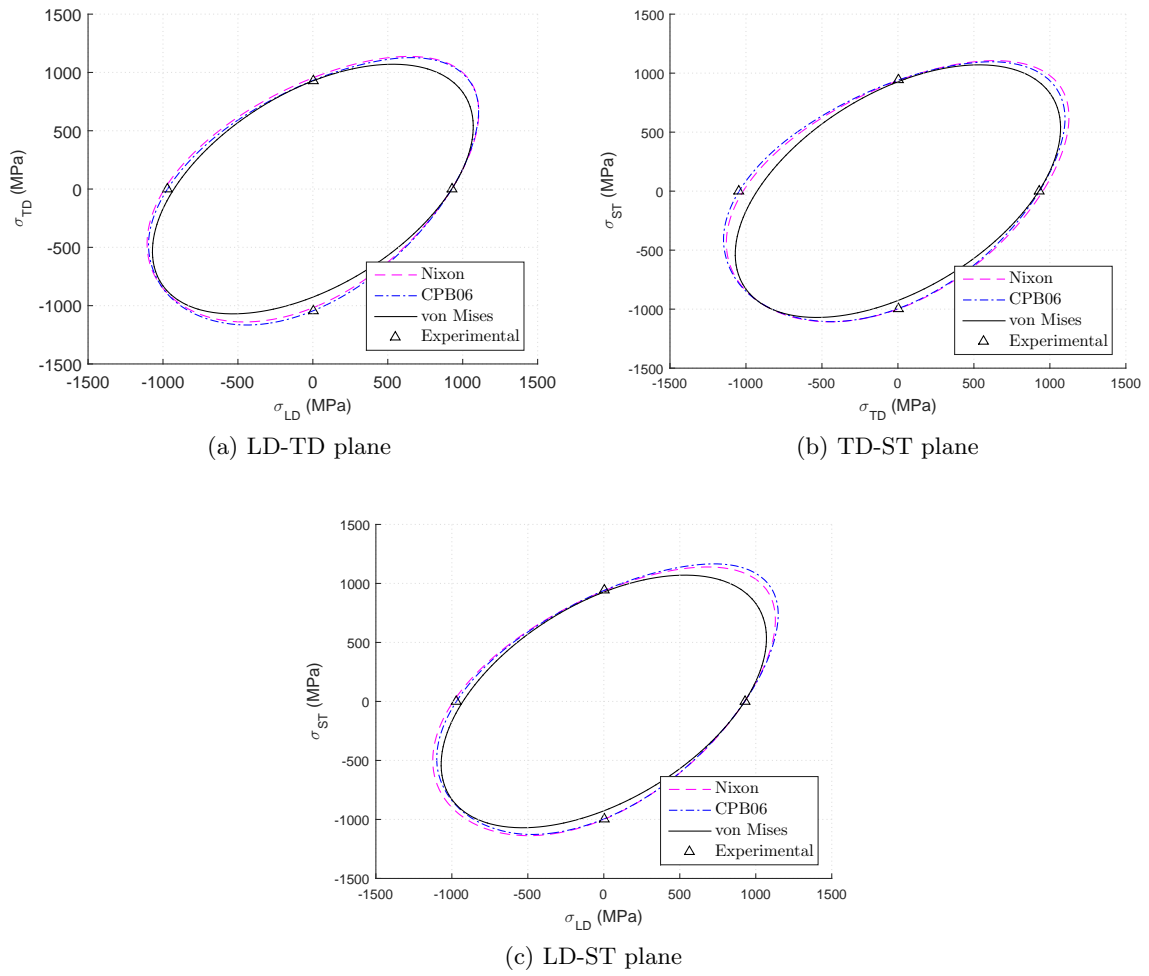 1500
1000
500
0
-500
-1000
-1500
-1500 -1000 -500 0 500 1000 1500
σTD (MPa)
σLD (MPa)
Nixon
CPB06
von Mises
Experimental
(a) LD-TD plane
1500
1000
500
0
-500
-1000
-1500
-1500 -1000 -500 0 500 1000 1500
σST (MPa)
σTD (MPa)
Nixon
CPB06
von Mises
Experimental
(b) TD-ST plane
1500
1000
500
0
-500
-1000
-1500
-1500 -1000 -500 0 500 1000 1500
σST (MPa)
σLD (MPa)
Nixon
CPB06
von Mises
Experimental
(c) LD-ST plane